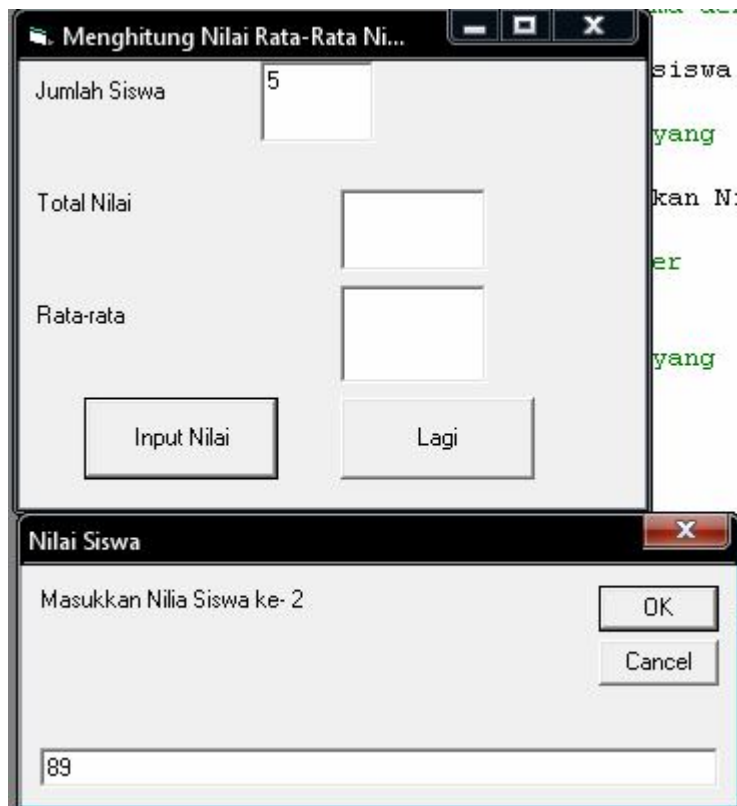 Menghitung Nilai Rata-Rata Ni...
Jumlah Siswa 5
siswa
yang
Total Nilai
kan Ni
er
Rata-rata
yang
Input Nilai Lagi
Nilai Siswa
Masukkan Nilia Siswa ke- 2
OK
Cancel
89